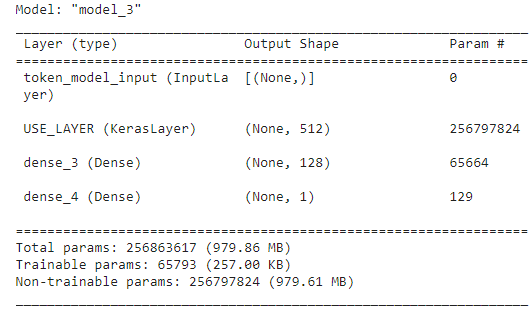 Model: "model_3"
Layer (type) Output Shape Param #
token_model_input (InputLa [(None,)] 0
yer)
USE_LAYER (KerasLayer) (None, 512) 256797824
dense_3 (Dense) (None, 128) 65664
dense_4 (Dense) (None, 1) 129
Total params: 256863617 (979.86 MB)
Trainable params: 65793 (257.00 KB)
Non-trainable params: 256797824 (979.61 MB)